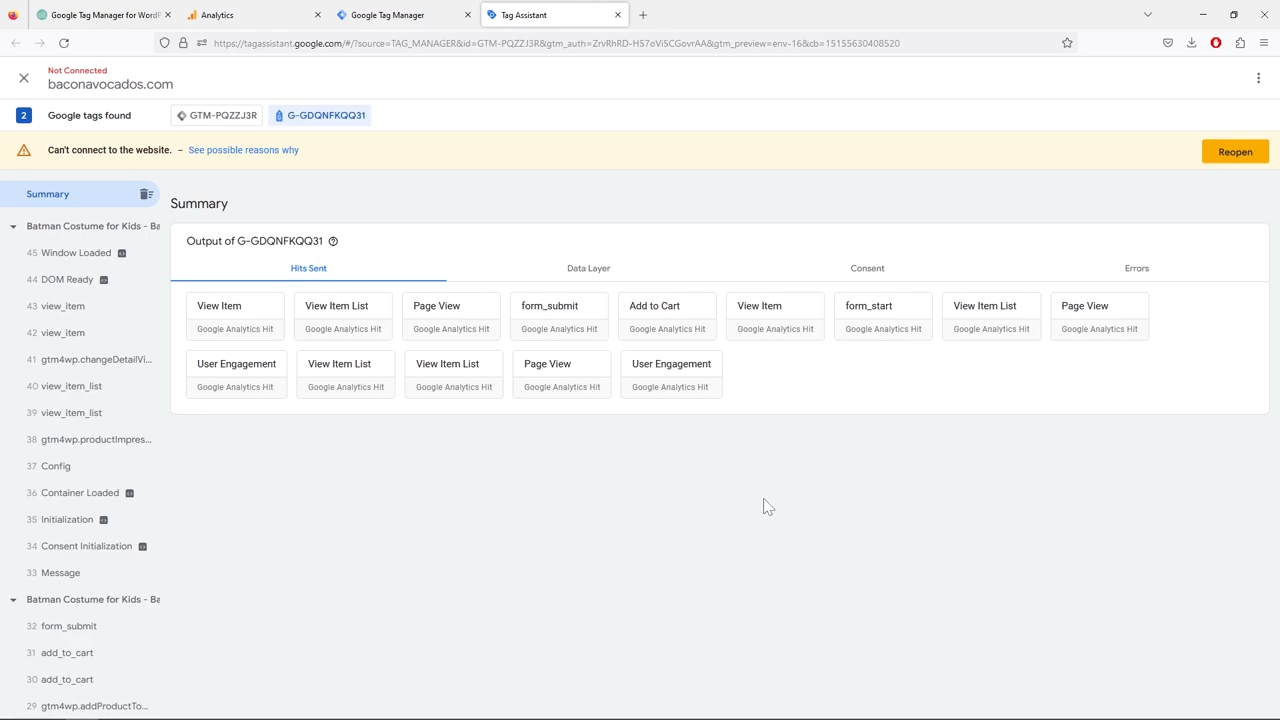 Google Tag Manager for WordP
Analytics
Google Tag Manager
Tag Assistant
https://tagassistant.google.com/#/?source=TAG_MANAGER&id=GTM-PQZZJ3R&gtm_auth=ZrvRhRD-H57oViSCGovrAA&gtm_preview=env-16&cb=15155630408520
Not Connected
baconavocados.com
2 Google tags found GTM-PQZZJ3R G-GDQNFKQQ31
Can't connect to the website. – See possible reasons why Reopen
Summary
Batman Costume for Kids - Ba
45 Window Loaded
44 DOM Ready
43 view_item
42 view_item
41 gtm4wp.changeDetailVi...
40 view_item_list
39 view_item_list
38 gtm4wp.productImpres...
37 Config
36 Container Loaded
35 Initialization
34 Consent Initialization
33 Message
Batman Costume for Kids - Ba
32 form_submit
31 add_to_cart
30 add_to_cart
29 gtm4wp.addProductTo...
Summary
Output of G-GDQNFKQQ31
Hits Sent Data Layer Consent Errors
View Item View Item List Page View form_submit Add to Cart View Item form_start View Item List Page View
Google Analytics Hit Google Analytics Hit Google Analytics Hit Google Analytics Hit Google Analytics Hit Google Analytics Hit Google Analytics Hit Google Analytics Hit Google Analytics Hit
User Engagement View Item List View Item List Page View User Engagement
Google Analytics Hit Google Analytics Hit Google Analytics Hit Google Analytics Hit Google Analytics Hit